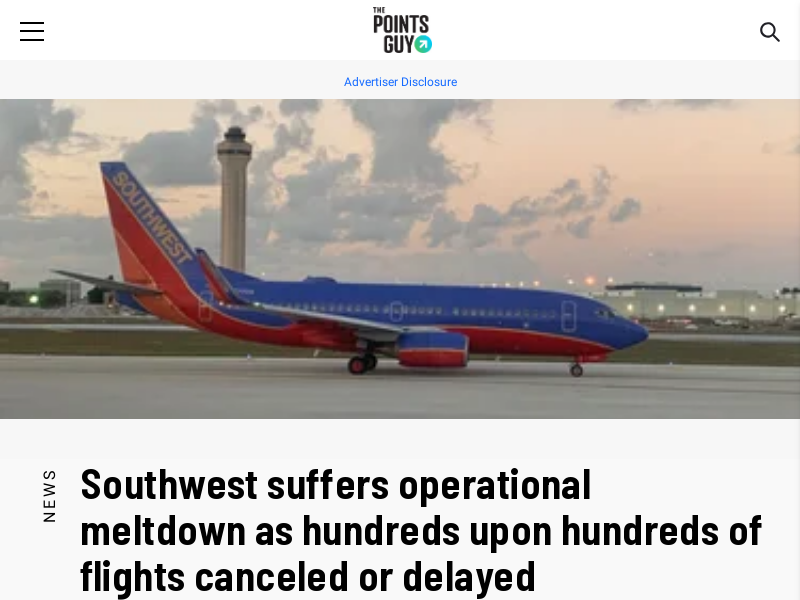 THE
POINTS
GUY
Advertiser Disclosure
SOUTHWEST
NEWS
Southwest suffers operational
meltdown as hundreds upon hundreds of
flights canceled or delayed